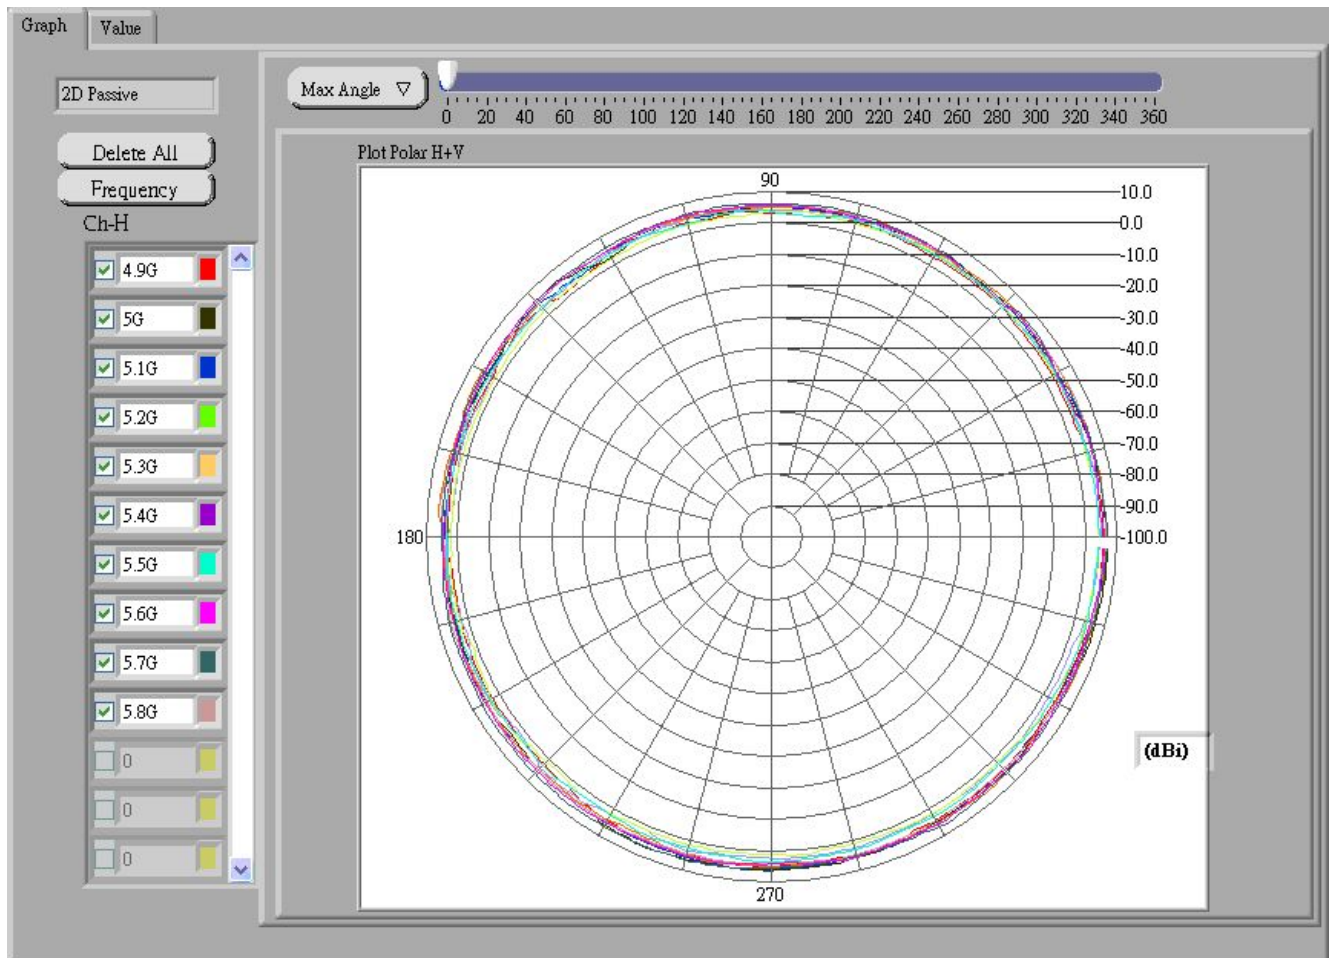 Graph
Value
2D Passive
Max Angle
0 20 40 60 80 100 120 140 160 180 200 220 240 260 280 300 320 340 360
Delete All
Frequency
Ch-H
4.9G
5G
5.1G
5.2G
5.3G
5.4G
5.5G
5.6G
5.7G
5.8G
0
0
0
Plot Polar H+V
90
10.0
0.0
-10.0
-20.0
-30.0
-40.0
-50.0
-60.0
-70.0
-80.0
-90.0
180
-100.0
(dBi)
270